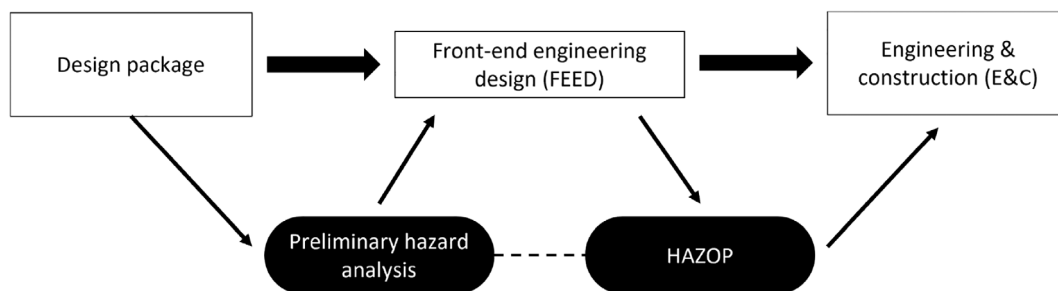 Design package
Front-end engineering
design (FEED)
Engineering &
construction (E&C)
Preliminary hazard
analysis
HAZOP